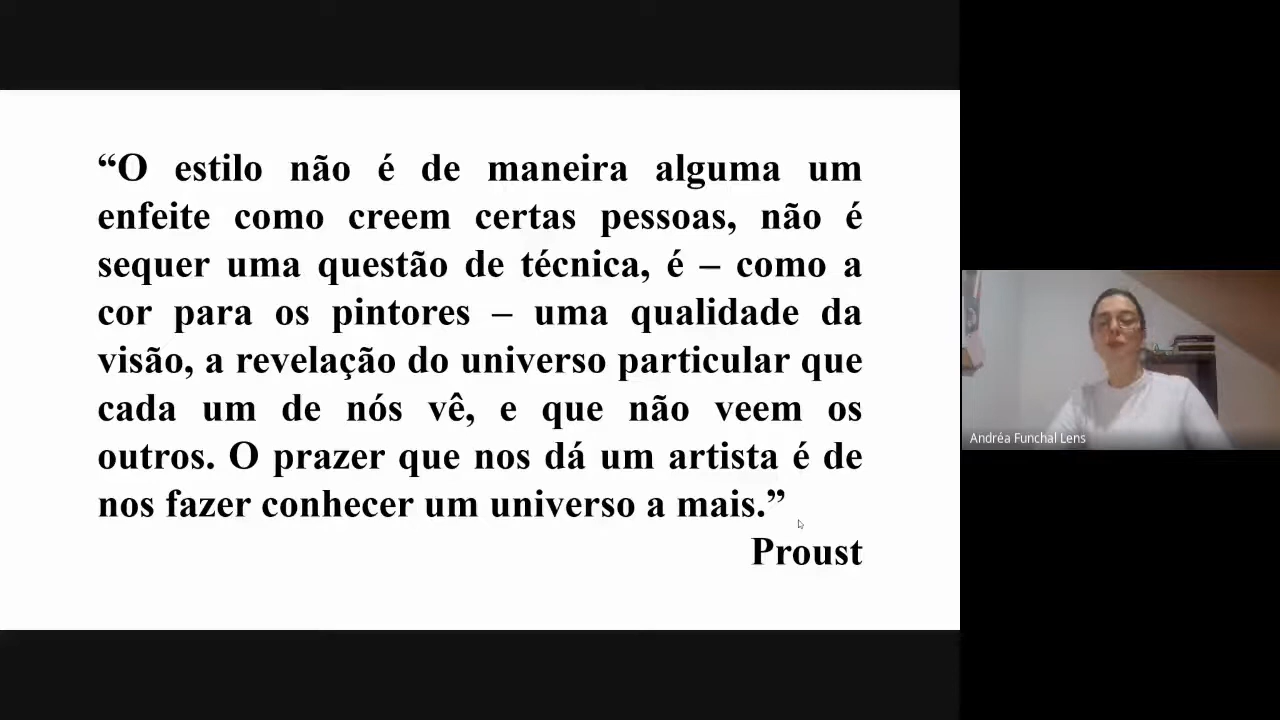 “O estilo não é de maneira alguma um
enfeite como creem certas pessoas, não é
sequer uma questão de técnica, é – como a
cor para os pintores – uma qualidade da
visão, a revelação do universo particular que
cada um de nós vê, e que não veem os
outros. O prazer que nos dá um artista é de
nos fazer conhecer um universo a mais.”
Proust
Andréa Funchal Lens